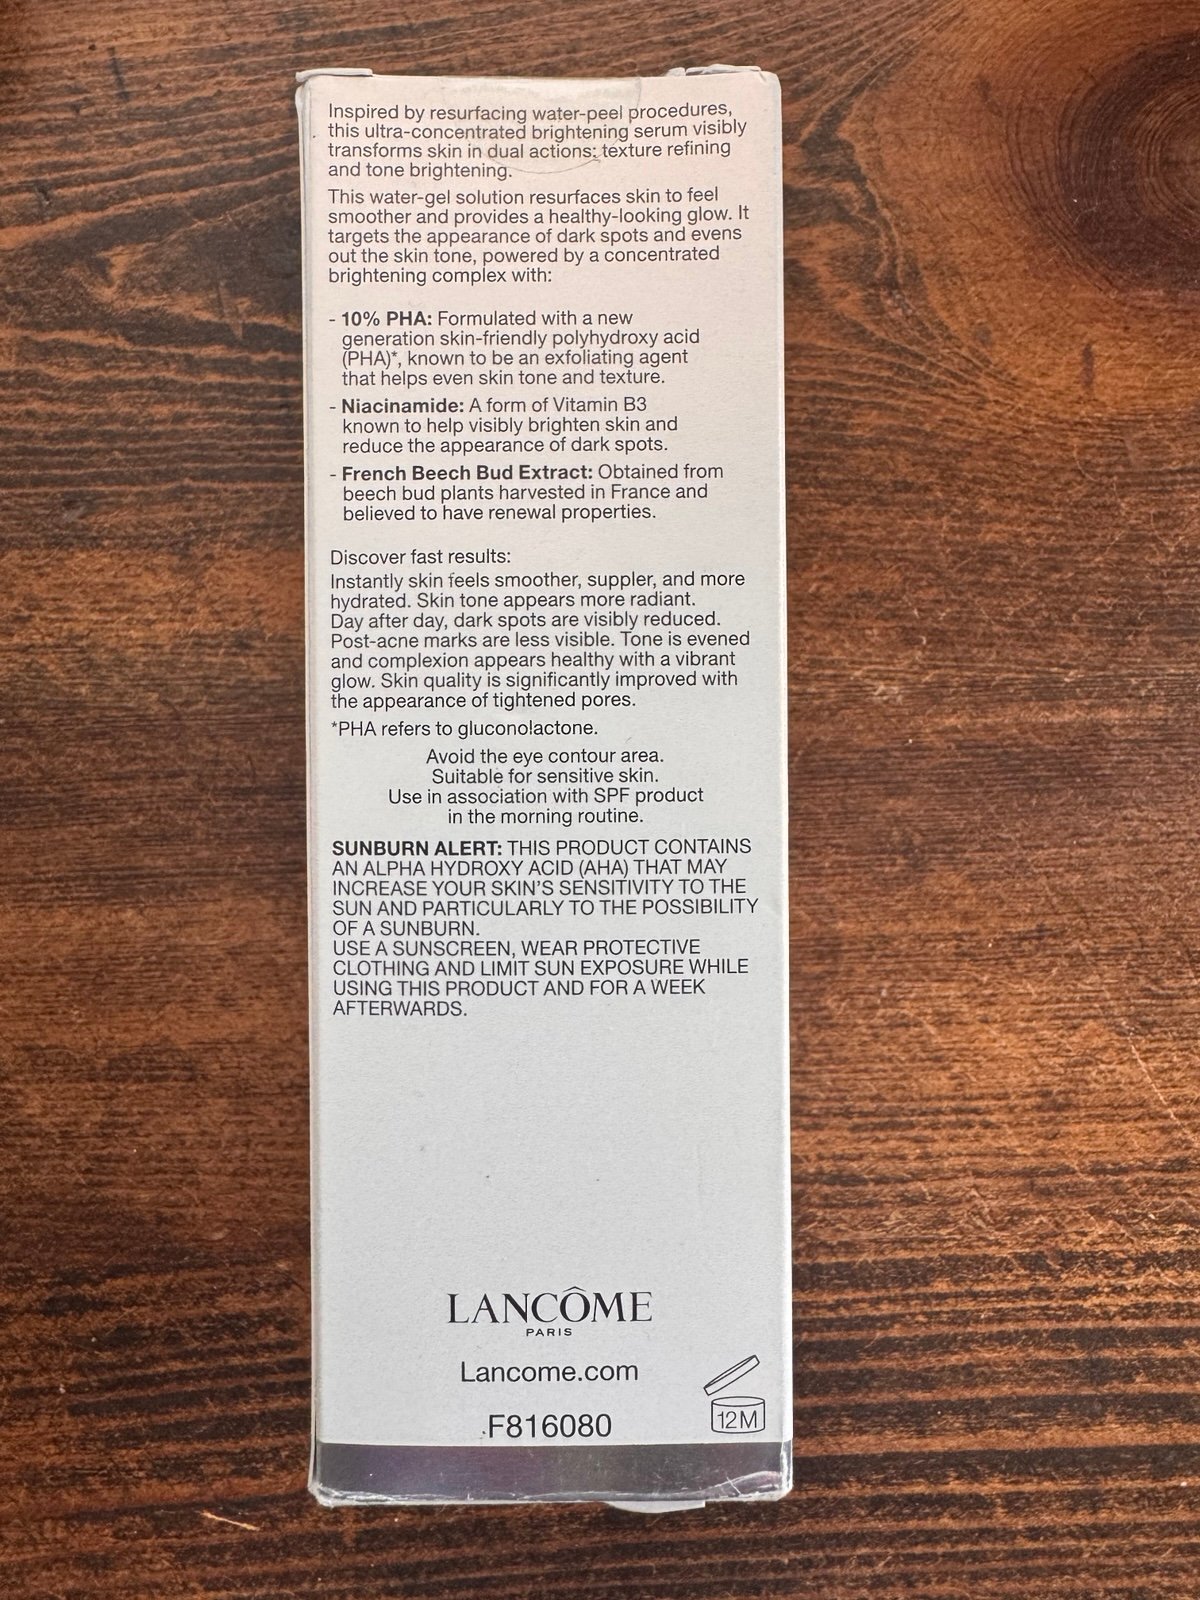 Inspired by resurfacing water-peel procedures,
this ultra-concentrated brightening serum visibly
transforms skin in dual actions: texture refining
and tone brightening.
This water-gel solution resurfaces skin to feel
smoother and provides a healthy-looking glow. It
targets the appearance of dark spots and evens
out the skin tone, powered by a concentrated
brightening complex with:
- 10% PHA: Formulated with a new
generation skin-friendly polyhydroxy acid
(PHA)*, known to be an exfoliating agent
that helps even skin tone and texture.
- Niacinamide: A form of Vitamin B3
known to help visibly brighten skin and
reduce the appearance of dark spots.
- French Beech Bud Extract: Obtained from
beech bud plants harvested in France and
believed to have renewal properties.
Discover fast results:
Instantly skin feels smoother, suppler, and more
hydrated. Skin tone appears more radiant.
Day after day, dark spots are visibly reduced.
Post-acne marks are less visible. Tone is evened
and complexion appears healthy with a vibrant
glow. Skin quality is significantly improved with
the appearance of tightened pores.
*PHA refers to gluconolactone.
Avoid the eye contour area.
Suitable for sensitive skin.
Use in association with SPF product
in the morning routine.
SUNBURN ALERT: THIS PRODUCT CONTAINS
AN ALPHA HYDROXY ACID (AHA) THAT MAY
INCREASE YOUR SKIN'S SENSITIVITY TO THE
SUN AND PARTICULARLY TO THE POSSIBILITY
OF A SUNBURN.
USE A SUNSCREEN, WEAR PROTECTIVE
CLOTHING AND LIMIT SUN EXPOSURE WHILE
USING THIS PRODUCT AND FOR A WEEK
AFTERWARDS.
LANCÔME
PARIS
Lancome.com
F816080
12M